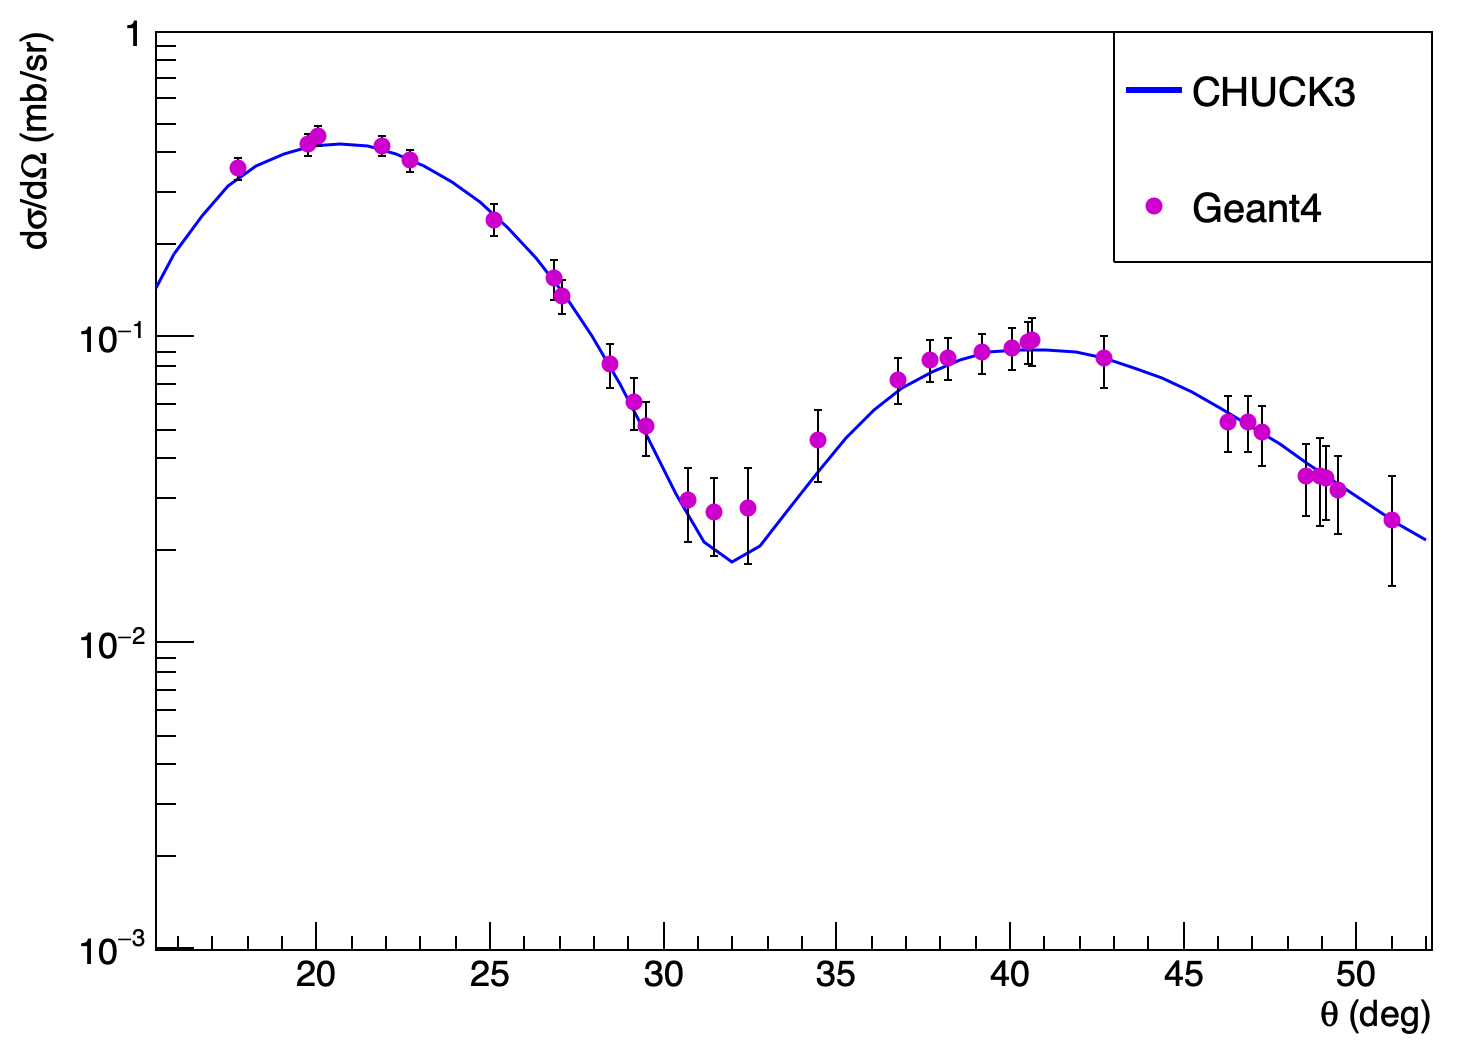 dσ/dΩ (mb/sr)
1
10⁻¹
10⁻²
10⁻³
CHUCK3
Geant4
20 25 30 35 40 45 50
θ (deg)